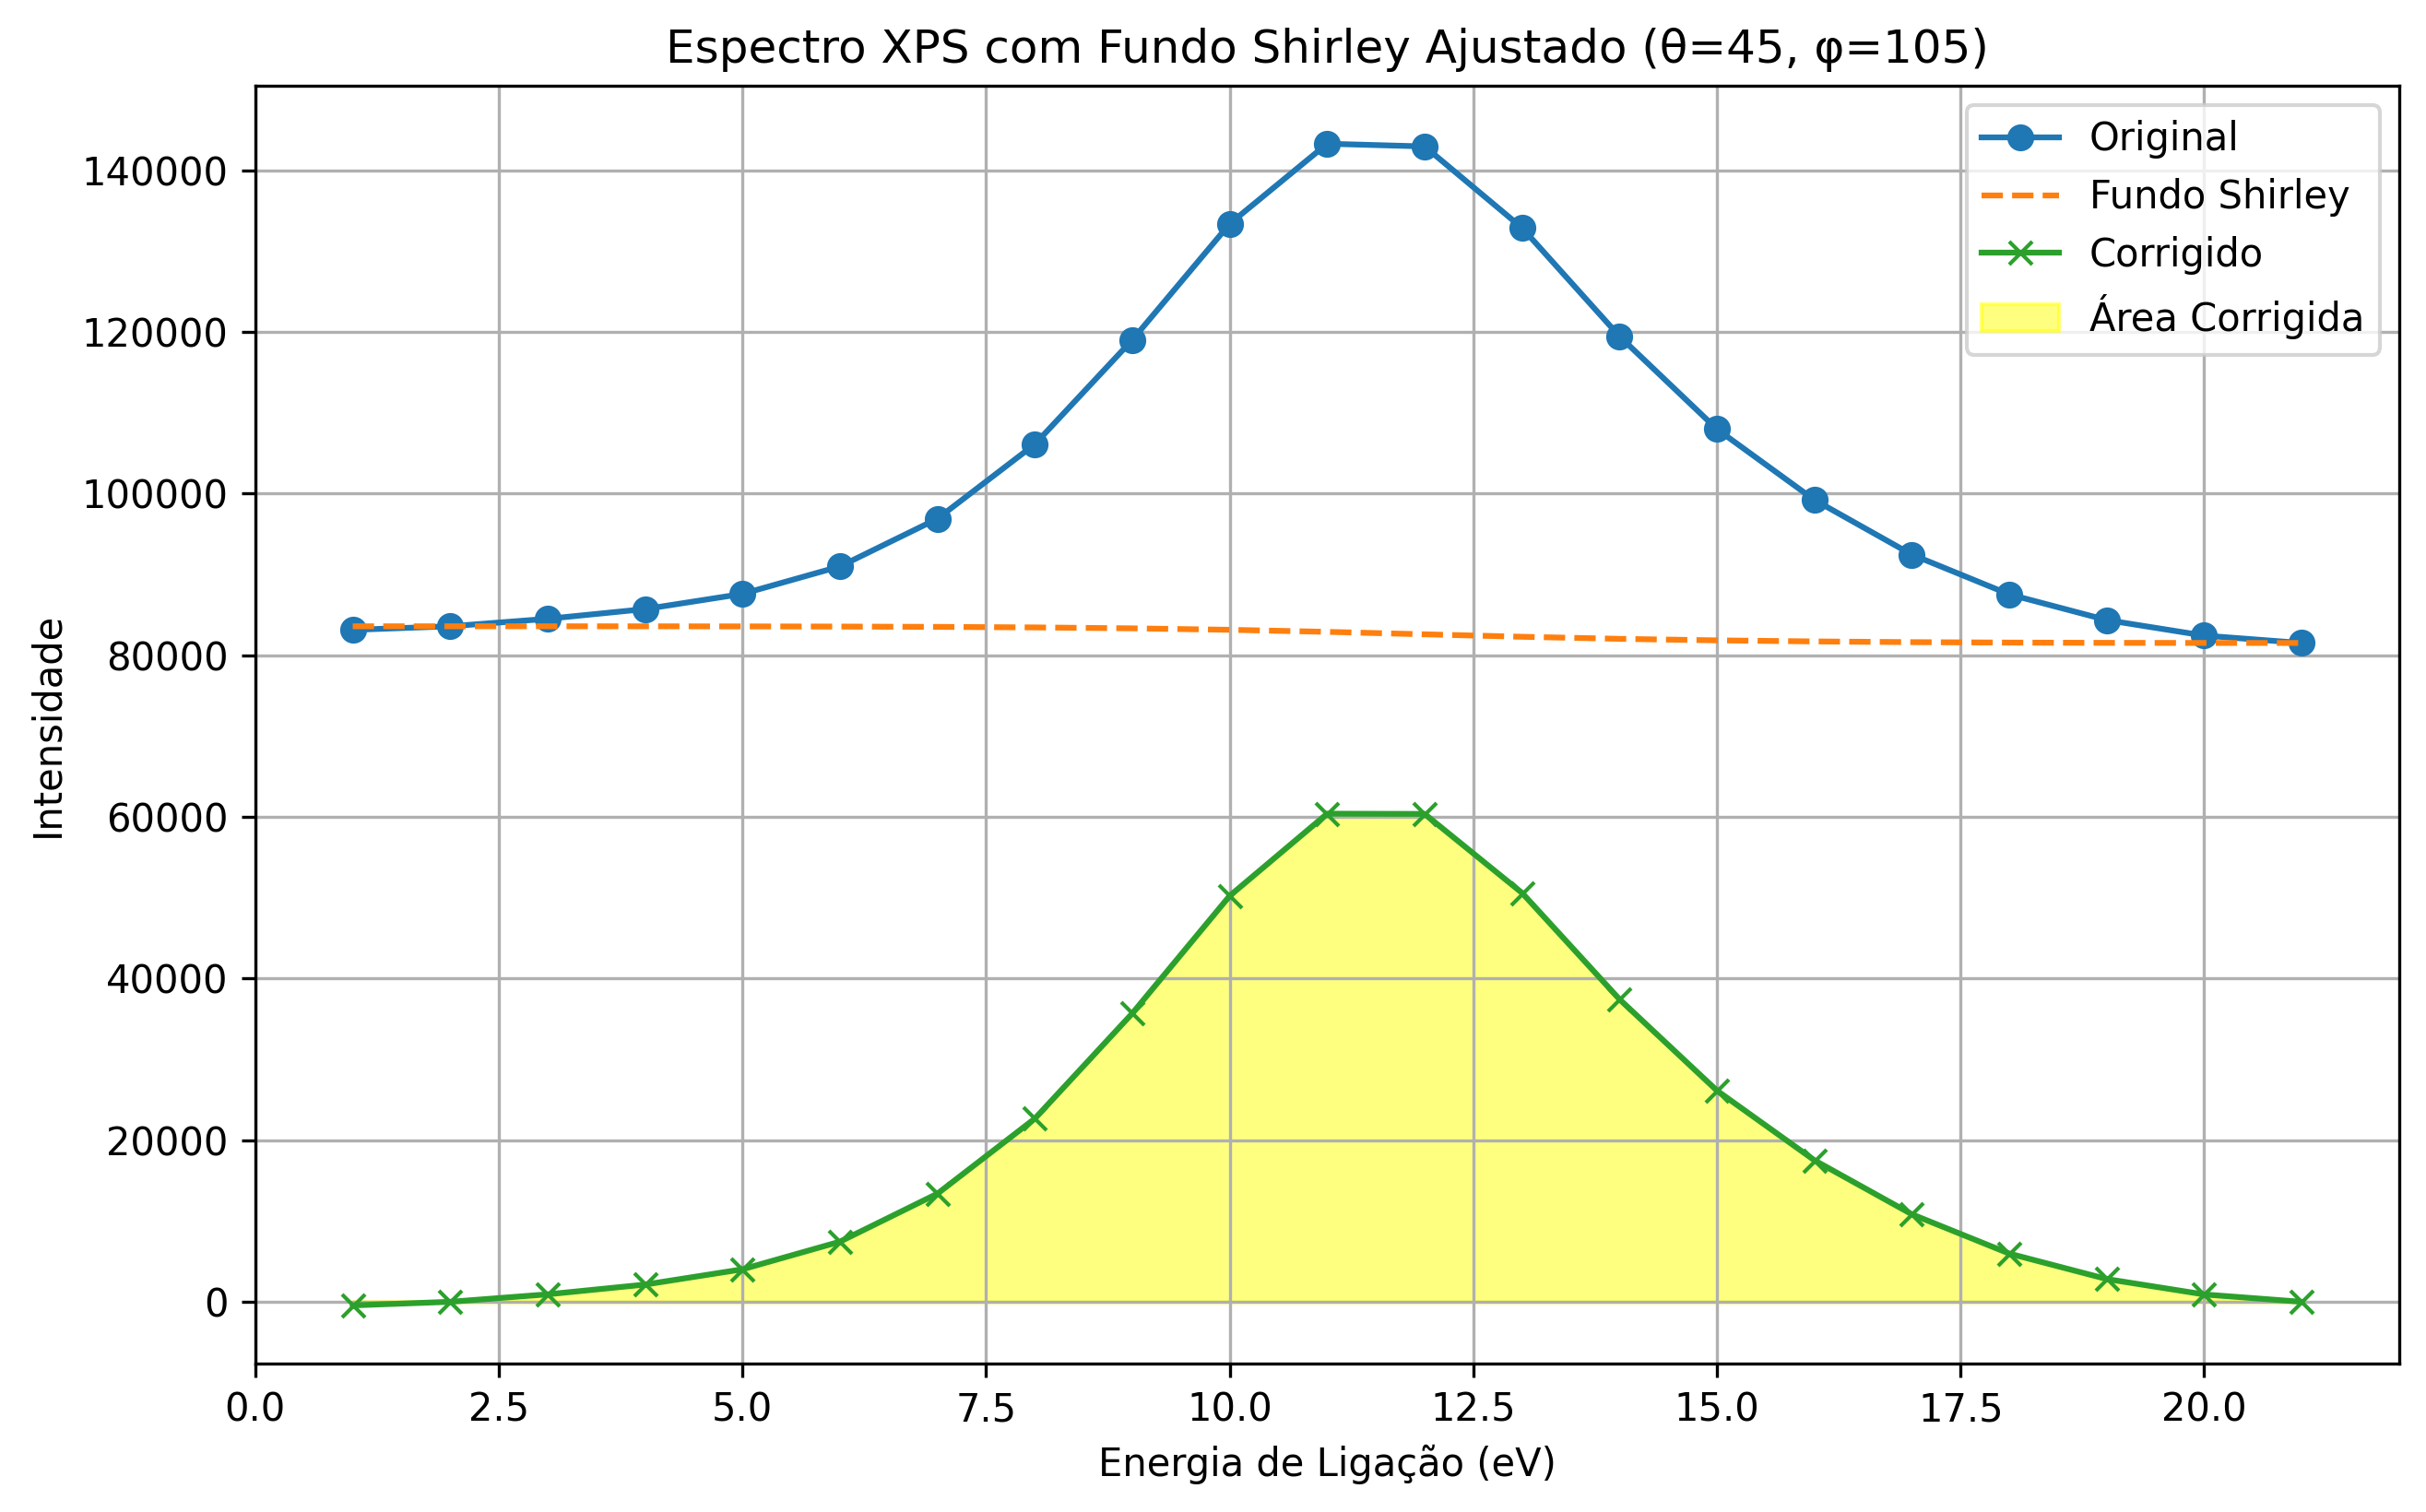 Espectro XPS com Fundo Shirley Ajustado (θ=45, φ=105)
Original
Fundo Shirley
Corrigido
Área Corrigida
Intensidade
140000
120000
100000
80000
60000
40000
20000
0
0.0 2.5 5.0 7.5 10.0 12.5 15.0 17.5 20.0
Energia de Ligação (eV)